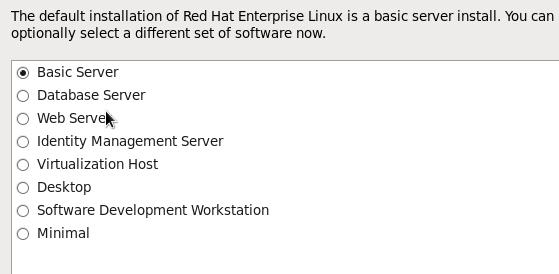 The default installation of Red Hat Enterprise Linux is a basic server install. You can
optionally select a different set of software now.
Basic Server
Database Server
Web Server
Identity Management Server
Virtualization Host
Desktop
Software Development Workstation
Minimal